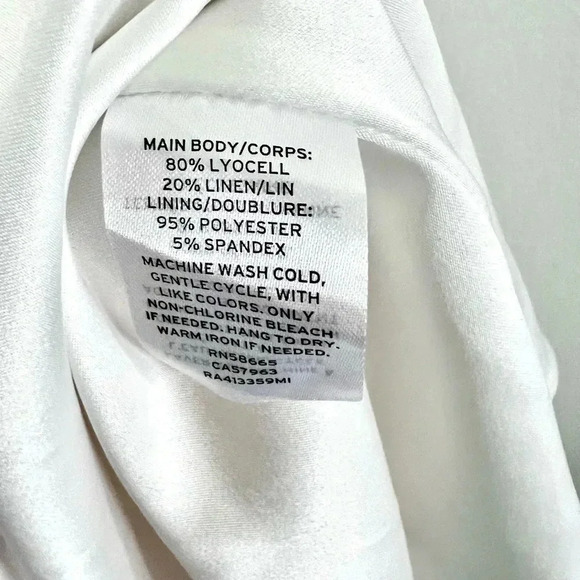 MAIN BODY/CORPS:
80% LYOCELL
20% LINEN/LIN
LINING/DOUBLURE:
95% POLYESTER
5% SPANDEX
MACHINE WASH COLD,
GENTLE CYCLE, WITH
LIKE COLORS. ONLY
NON-CHLORINE BLEACH
IF NEEDED. HANG TO DRY.
WARM IRON IF NEEDED.
RN58665
CA57963
RA413359MI